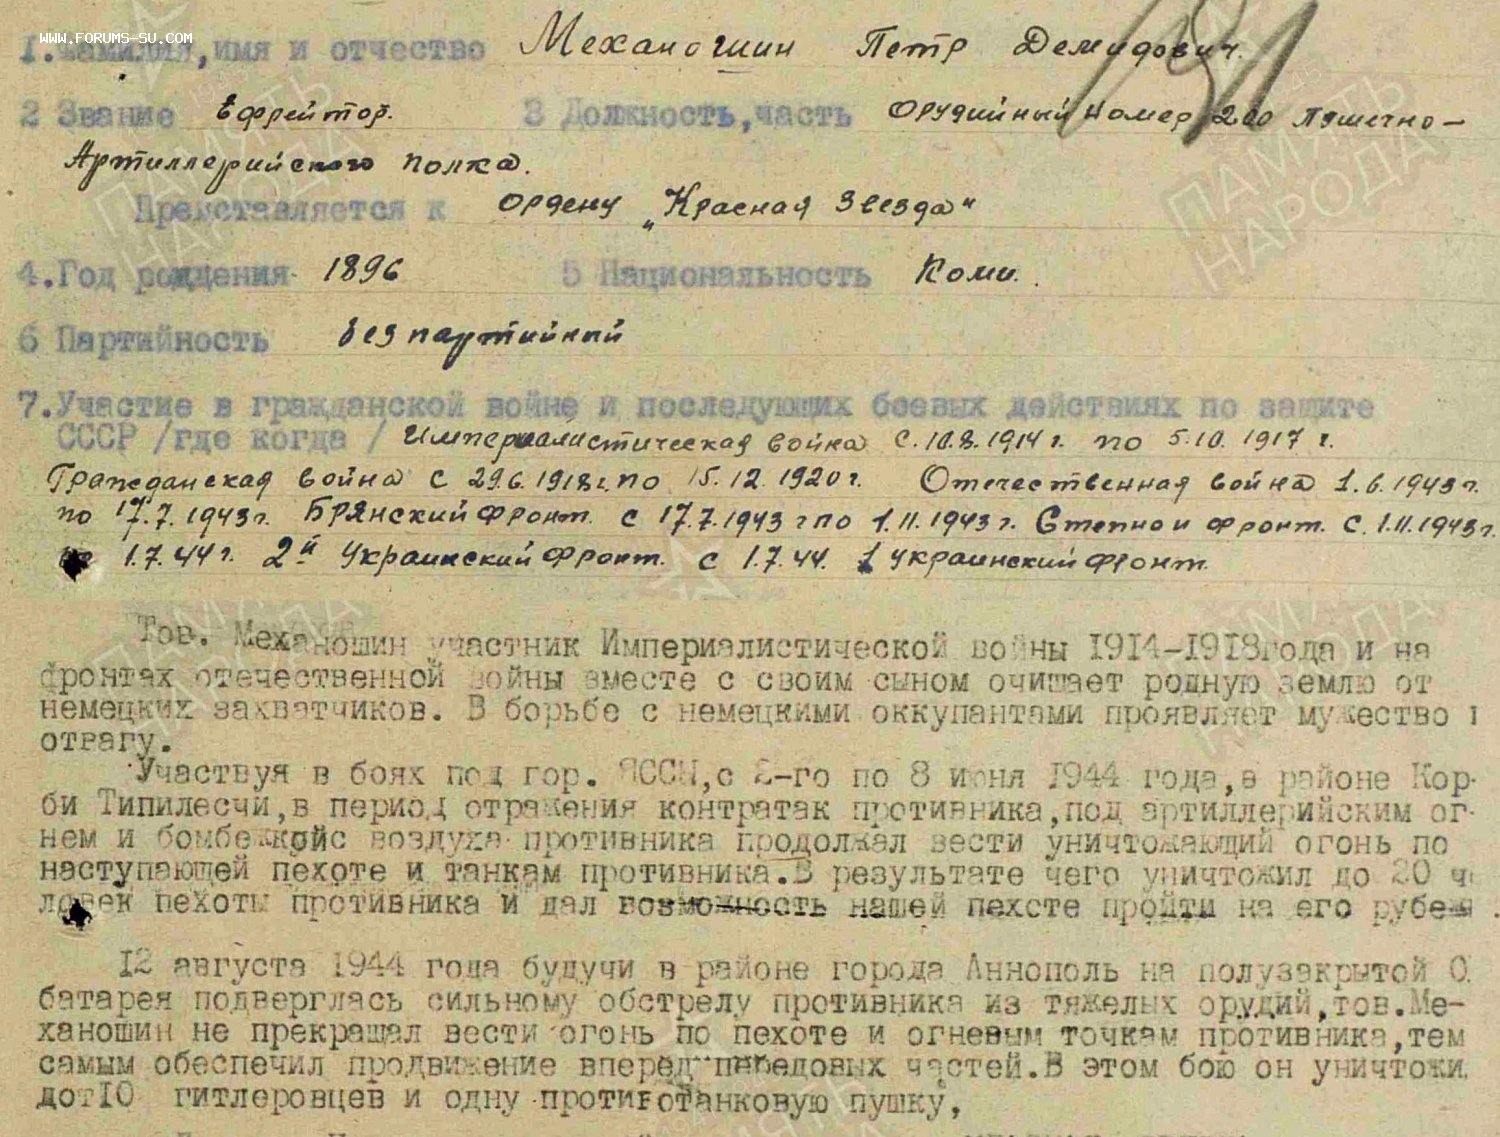 WWW.FORUMS-SU.COM
1.Фамилия,имя и отчество Механошин Петр Демидович.
2 Звание Ефрейтор. 3 Должность,часть Орудийный номер 200 Пушечно-
Артиллерийского полка.
Представляется к ордену „Красная Звезда"
4.Год рождения 1896 5 Национальность Коми.
6 Партийность беспартийный
7.Участие в гражданской войне и последующих боевых действиях по защите
СССР /где когда / Империалистическая война с. 10.8.1914 г. по 5.10. 1917 г.
Гражданская война с 29.6.1918г. по 15.12.1920 г. Отечественная война 1.6.1943 г.
по 17.7.1943 г. Брянский фронт. с 17.7.1943 г по 1.11.1943 г. Степной фронт. с. 1.11.1943 г.
1.7.44 г. 2й Украинский фронт. с 1.7.44. 1 Украинский фронт.
Тов. Механошин участник Империалистической войны 1914-1918года и на
фронтах отечественной войны вместе с своим сыном очищает родную землю от
немецких захватчиков. В борьбе с немецкими оккупантами проявляет мужество и
отвагу.
Участвуя в боях под гор. ЯССЫ,с 2-го по 8 июня 1944 года,в районе Кор-
би Типилесчи,в период отражения контратак противника,под артиллерийским ог-
нем и бомбежкойс воздуха противника продолжал вести уничтожающий огонь по
наступающей пехоте и танкам противника.В результате чего уничтожил до 20 че
ловек пехоты противника и дал возможность нашей пехоте пройти на его рубежи.
12 августа 1944 года будучи в районе города Аннополь на полузакрытой О.
батарея подверглась сильному обстрелу противника из тяжелых орудий,тов.Ме-
ханошин не прекращал вести огонь по пехоте и огневым точкам противника,тем
самым обеспечил продвижение вперед передовых частей.В этом бою он уничтожи
дот10 гитлеровцев и одну противотанковую пушку,